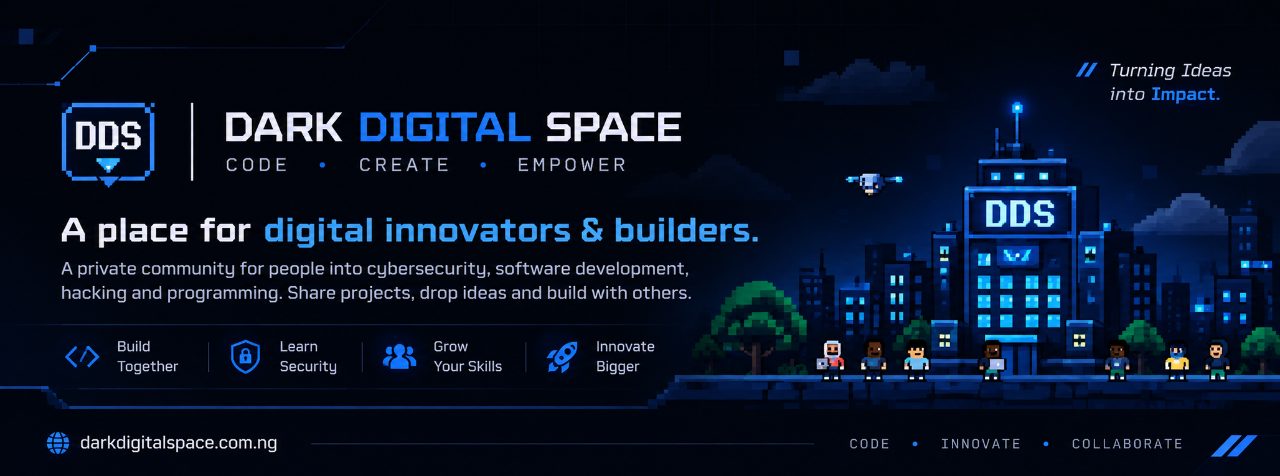 Turning Ideas
into Impact.
DDS
DARK DIGITAL SPACE
CODE • CREATE • EMPOWER
DDS
A place for digital innovators & builders.
A private community for people into cybersecurity, software development,
hacking and programming. Share projects, drop ideas and build with others.
Build
Together
Learn
Security
Grow
Your Skills
Innovate
Bigger
darkdigitalspace.com.ng
CODE • INNOVATE • COLLABORATE